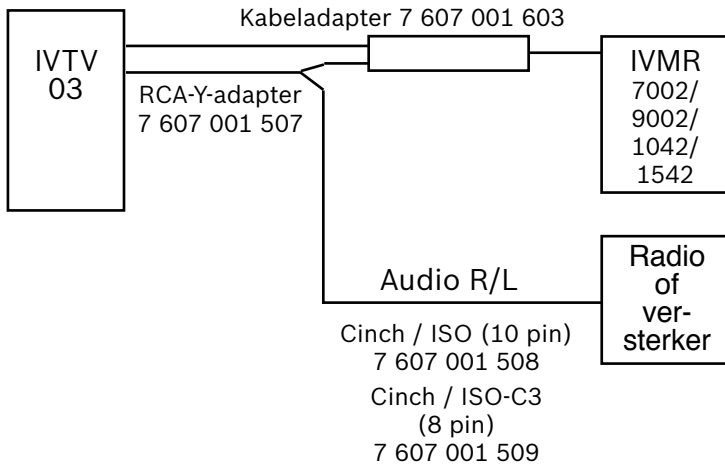 Kabeladapter 7 607 001 603
IVTV
03
RCA-Y-adapter
7 607 001 507
IVMR
7002/
9002/
1042/
1542
Audio R/L
Radio
of
ver-
sterker
Cinch / ISO (10 pin)
7 607 001 508
Cinch / ISO-C3
(8 pin)
7 607 001 509